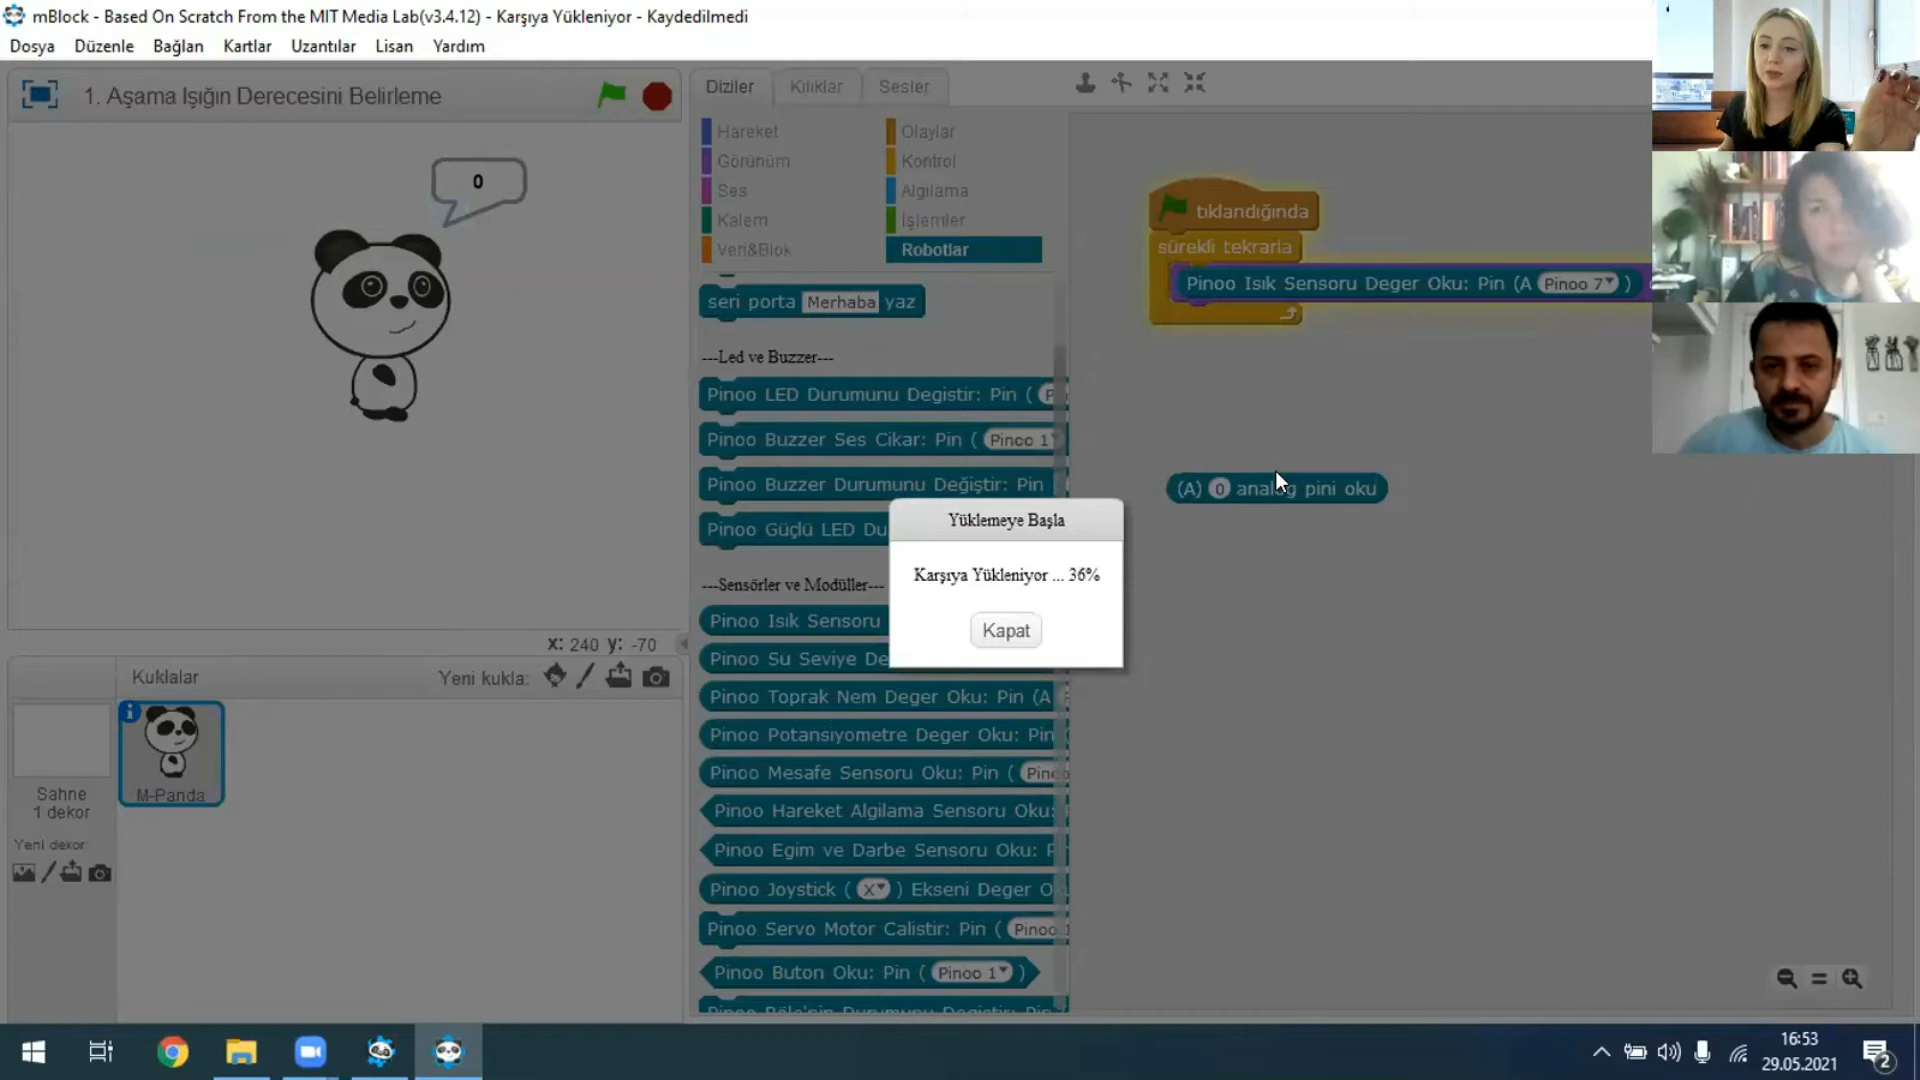 mBlock - Based On Scratch From the MIT Media Lab(v3.4.12) - Karşıya Yükleniyor - Kaydedilmedi
Dosya Düzenle Bağlan Kartlar Uzantılar Lisan Yardım
1. Aşama Işığın Derecesini Belirleme
0
x: 240 y: -70
Kuklalar
Yeni kukla:
M-Panda
Sahne
1 dekor
Yeni dekor:
Diziler Kılıklar Sesler
Hareket Olaylar
Görünüm Kontrol
Ses Algılama
Kalem İşlemler
Veri&Blok Robotlar
seri porta Merhaba yaz
---Led ve Buzzer---
Pinoo LED Durumunu Degistir: Pin (
Pinoo Buzzer Ses Cikar: Pin ( Pinoo 1
Pinoo Buzzer Durumunu Değiştir: Pin
Pinoo Güçlü LED Du
---Sensörler ve Modüller---
Pinoo Isik Sensoru
Pinoo Su Seviye De
Pinoo Toprak Nem Deger Oku: Pin (A
Pinoo Potansiyometre Deger Oku: Pin
Pinoo Mesafe Sensoru Oku: Pin ( Pinoo
Pinoo Hareket Algilama Sensoru Oku:
Pinoo Egim ve Darbe Sensoru Oku:
Pinoo Joystick ( X ) Ekseni Deger O
Pinoo Servo Motor Calistir: Pin ( Pinoo 1
Pinoo Buton Oku: Pin ( Pinoo 1 )
tıklandığında
sürekli tekrarla
Pinoo Isik Sensoru Deger Oku: Pin (A Pinoo 7 )
(A) 0 analog pini oku
Yüklemeye Başla
Karşıya Yükleniyor ... 36%
Kapat
16:53
29.05.2021
2